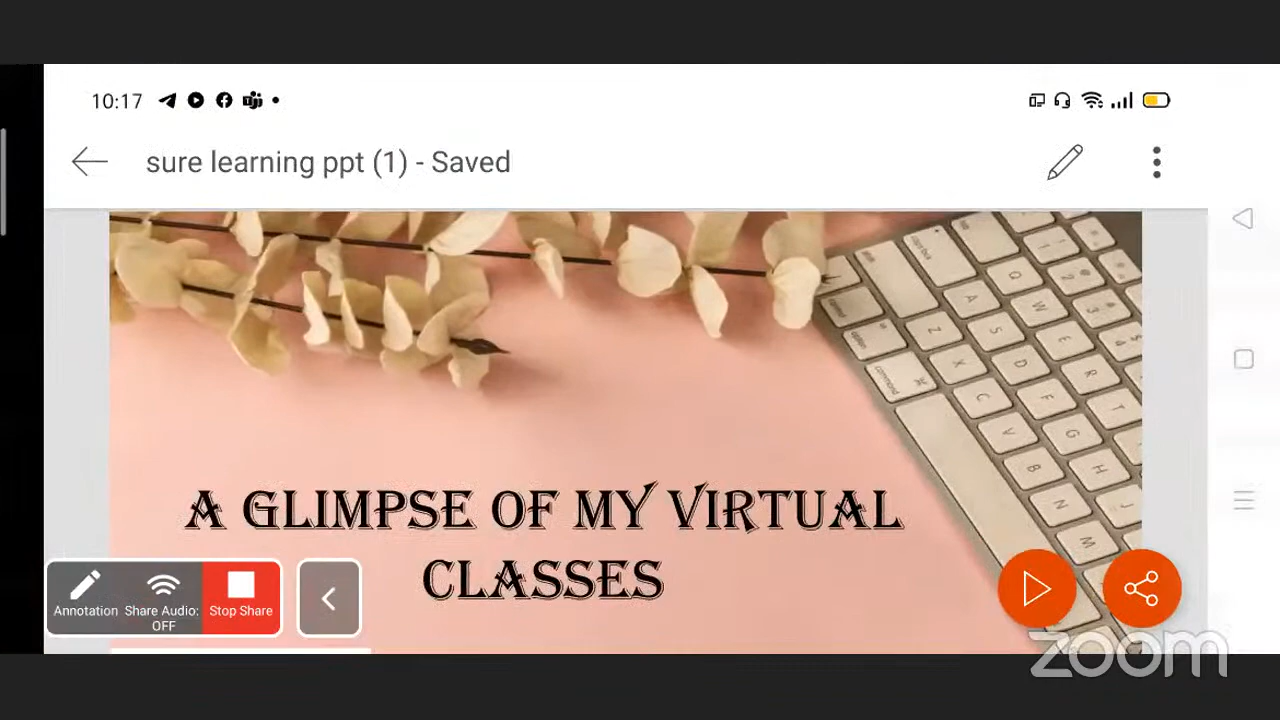 10:17
sure learning ppt (1) - Saved
A GLIMPSE OF MY VIRTUAL
CLASSES
Annotation
Share Audio:
OFF
Stop Share
zoom
command
Q
W
E
R
T
A
S
D
F
G
H
J
Z
X
C
V
B
N
M